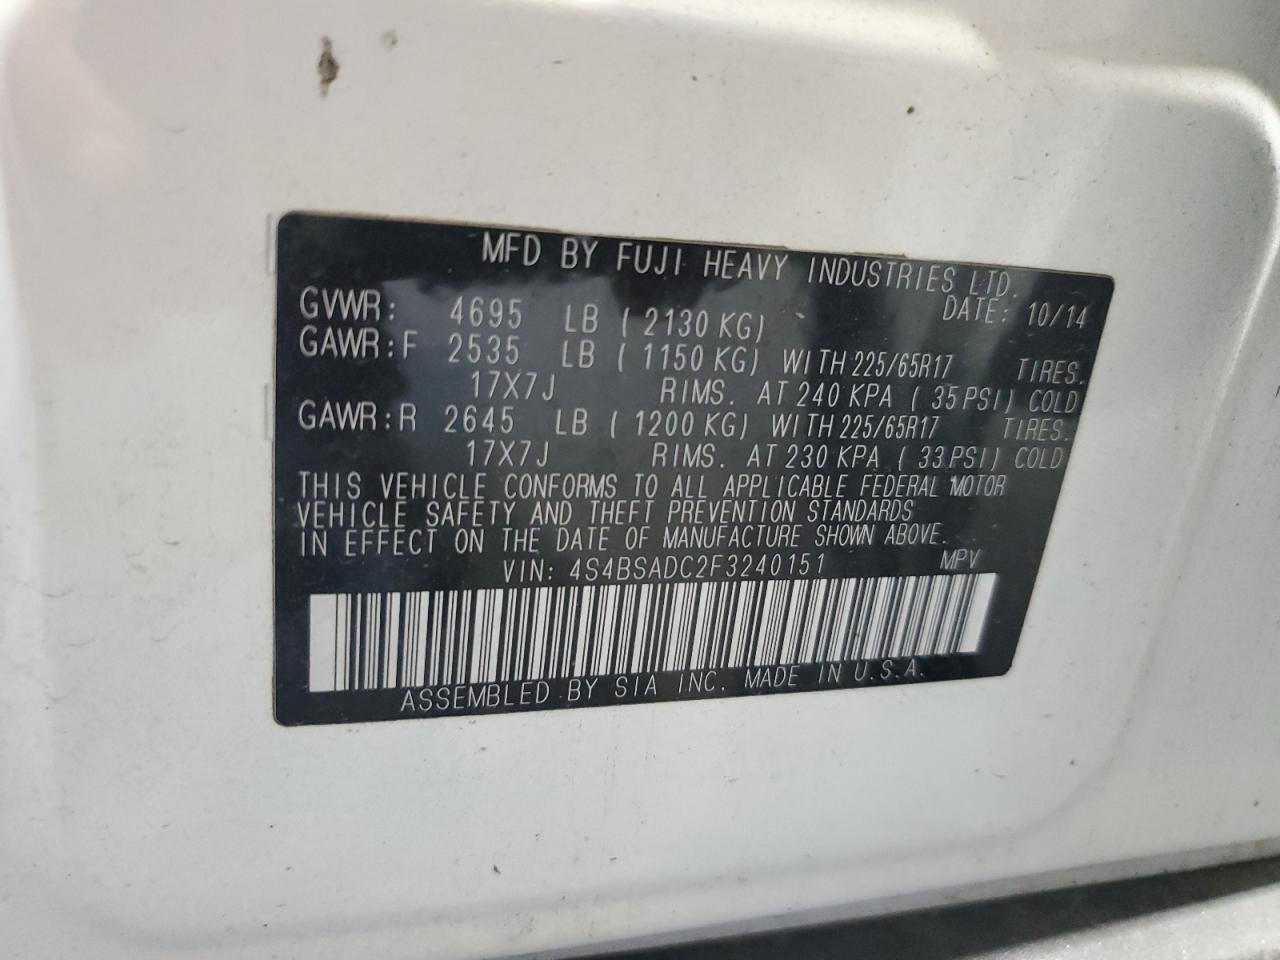 MFD BY FUJI HEAVY INDUSTRIES LTD.
DATE: 10/14
GVWR: 4695 LB ( 2130 KG)
GAWR:F 2535 LB ( 1150 KG) WITH 225/65R17 TIRES.
17X7J RIMS. AT 240 KPA ( 35 PSI) COLD
GAWR:R 2645 LB ( 1200 KG) WITH 225/65R17 TIRES.
17X7J RIMS. AT 230 KPA ( 33 PSI) COLD
THIS VEHICLE CONFORMS TO ALL APPLICABLE FEDERAL MOTOR
VEHICLE SAFETY AND THEFT PREVENTION STANDARDS
IN EFFECT ON THE DATE OF MANUFACTURE SHOWN ABOVE.
VIN: 4S4BSADC2F3240151 MPV
ASSEMBLED BY SIA INC. MADE IN U.S.A.